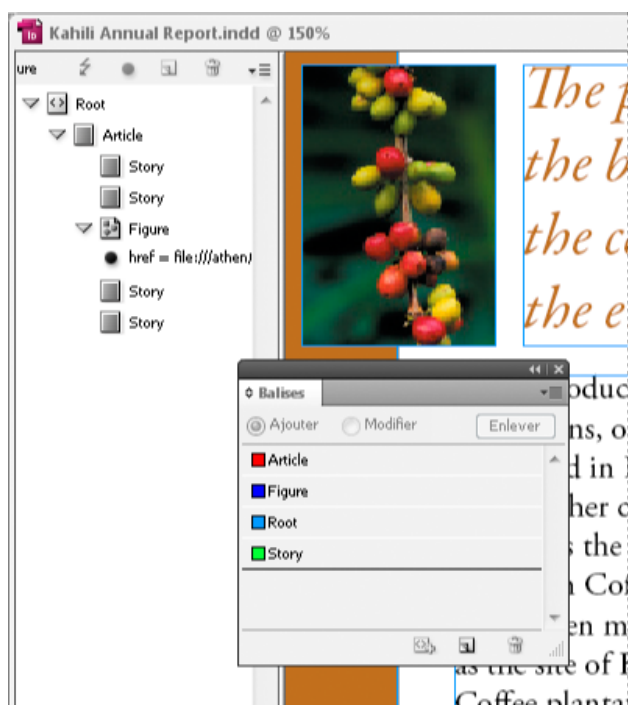 Kahili Annual Report.indd @ 150%
ure
Root
Article
Story
Story
Figure
href = file:///athen/
Story
Story
The p
the b
the c
the e
Balises
Ajouter
Modifier
Enlever
Article
Figure
Root
Story
oduc
ns, o
d in
her c
s the
Cof
en m
as the site of
Coffee planta